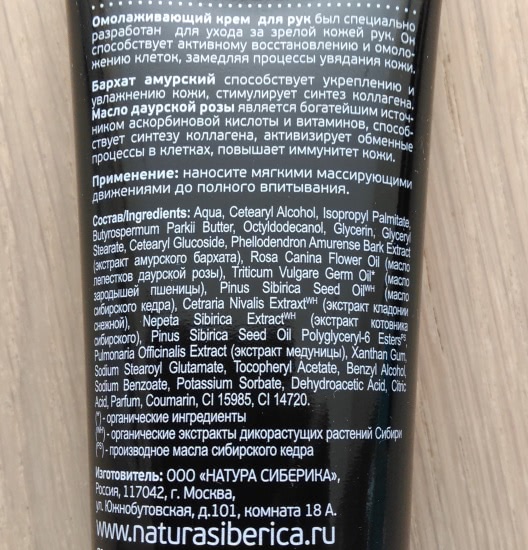 Омолаживающий крем для рук был специально
разработан для ухода за зрелой кожей рук. Он
способствует активному восстановлению и омоло-
жению клеток, замедляя процессы увядания кожи.
Бархат амурский способствует укреплению и
увлажнению кожи, стимулирует синтез коллагена.
Масло даурской розы является богатейшим источ-
ником аскорбиновой кислоты и витаминов, способ-
ствует синтезу коллагена, активизирует обменные
процессы в клетках, повышает иммунитет кожи.
Применение: наносите мягкими массирующими
движениями до полного впитывания.
Состав/Ingredients: Aqua, Cetearyl Alcohol, Isopropyl Palmitate,
Butyrospermum Parkii Butter, Octyldodecanol, Glycerin, Glyceryl
Stearate, Cetearyl Glucoside, Phellodendron Amurense Bark Extract
(экстракт амурского бархата), Rosa Canina Flower Oil (масло
лепестков даурской розы), Triticum Vulgare Germ Oil* (масло
зародышей пшеницы), Pinus Sibirica Seed Oilᵂᴴ (масло
сибирского кедра), Cetraria Nivalis Extraxtᵂᴴ (экстракт кладонии
снежной), Nepeta Sibirica Extractᵂᴴ (экстракт котовника
сибирского), Pinus Sibirica Seed Oil Polyglyceryl-6 Estersᴾˢ,
Pulmonaria Officinalis Extract (экстракт медуницы), Xanthan Gum,
Sodium Stearoyl Glutamate, Tocopheryl Acetate, Benzyl Alcohol,
Sodium Benzoate, Potassium Sorbate, Dehydroacetic Acid, Citric
Acid, Parfum, Coumarin, CI 15985, CI 14720.
(*) - органические ингредиенты
(ᵂᴴ) - органические экстракты дикорастущих растений Сибири
(ᴾˢ) - производное масла сибирского кедра
Изготовитель: ООО «НАТУРА СИБЕРИКА»,
Россия, 117042, г. Москва,
ул. Южнобутовская, д.101, комната 18 А.
www.naturasiberica.ru